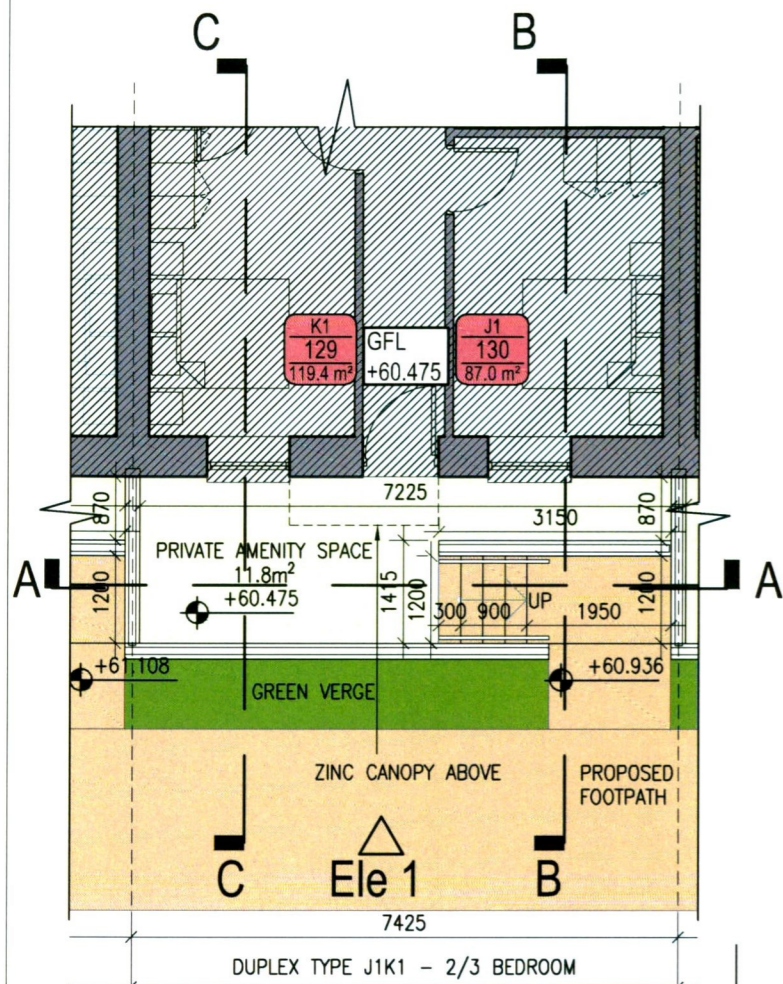 C
B
K1
129
119.4 m²
GFL
+60.475
J1
130
87.0 m²
870
7225
3150
870
PRIVATE AMENITY SPACE
11.8m²
+60.475
A
A
1200
1415
1200
300
900
UP
1950
1200
+61.108
+60.936
GREEN VERGE
ZINC CANOPY ABOVE
PROPOSED
FOOTPATH
C
Ele 1
B
7425
DUPLEX TYPE J1K1 - 2/3 BEDROOM